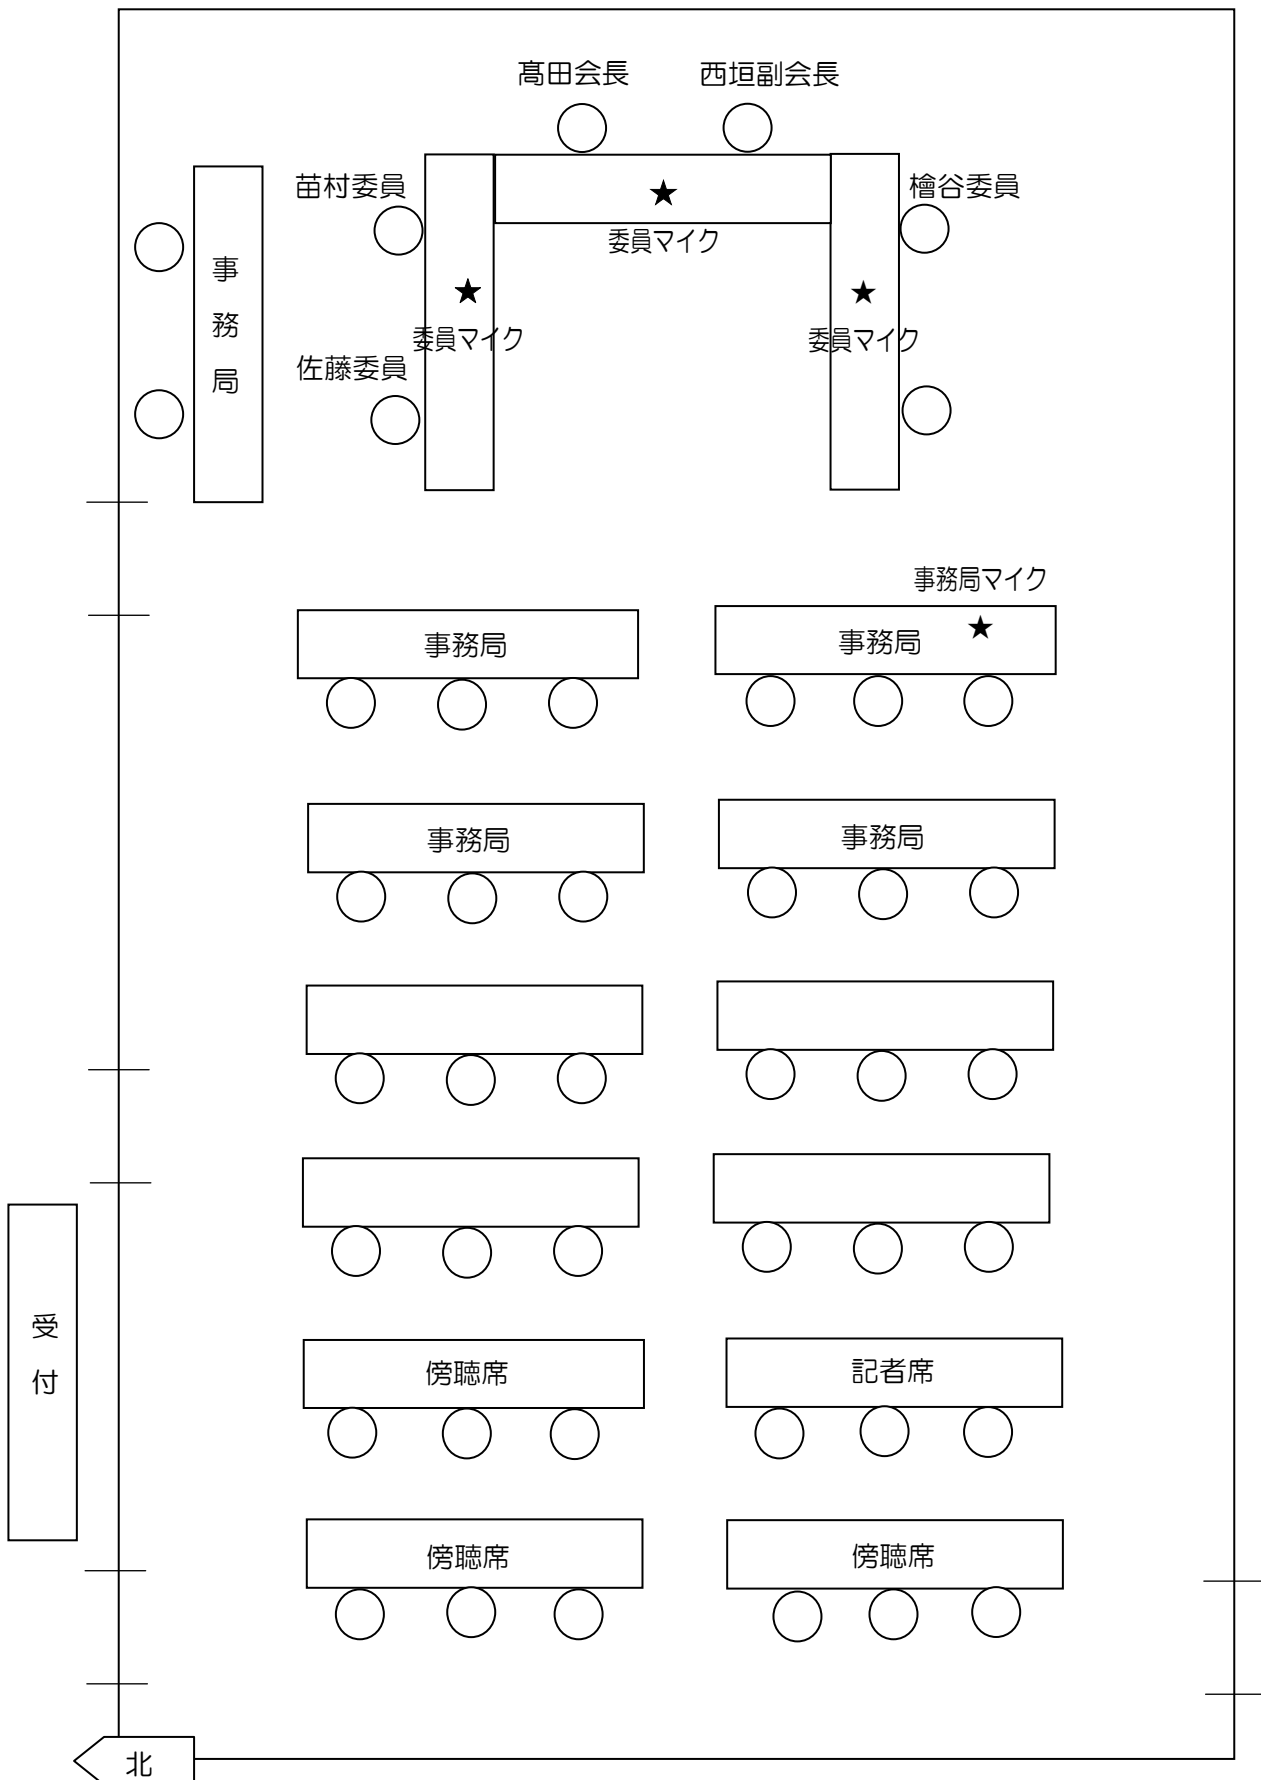 髙田会長
西垣副会長
苗村委員
檜谷委員
★
委員マイク
事務局
★
委員マイク
★
委員マイク
佐藤委員
事務局マイク
事務局
事務局 ★
事務局
事務局
受付
傍聴席
記者席
傍聴席
傍聴席
北